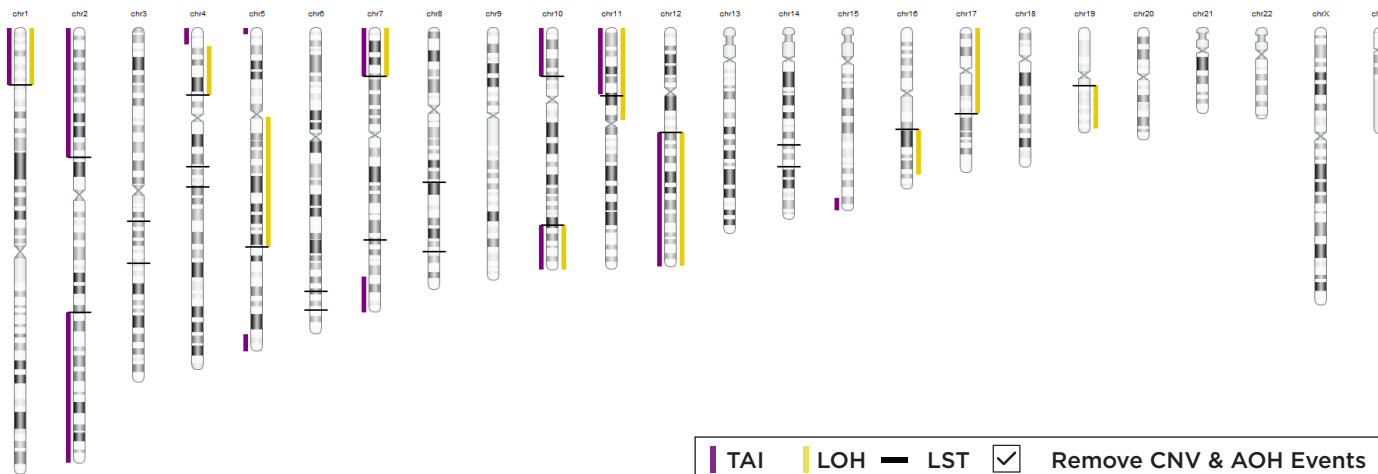 chr1 chr2 chr3 chr4 chr5 chr6 chr7 chr8 chr9 chr10 chr11 chr12 chr13 chr14 chr15 chr16 chr17 chr18 chr19 chr20 chr21 chr22 chrX
TAI LOH LST Remove CNV & AOH Events